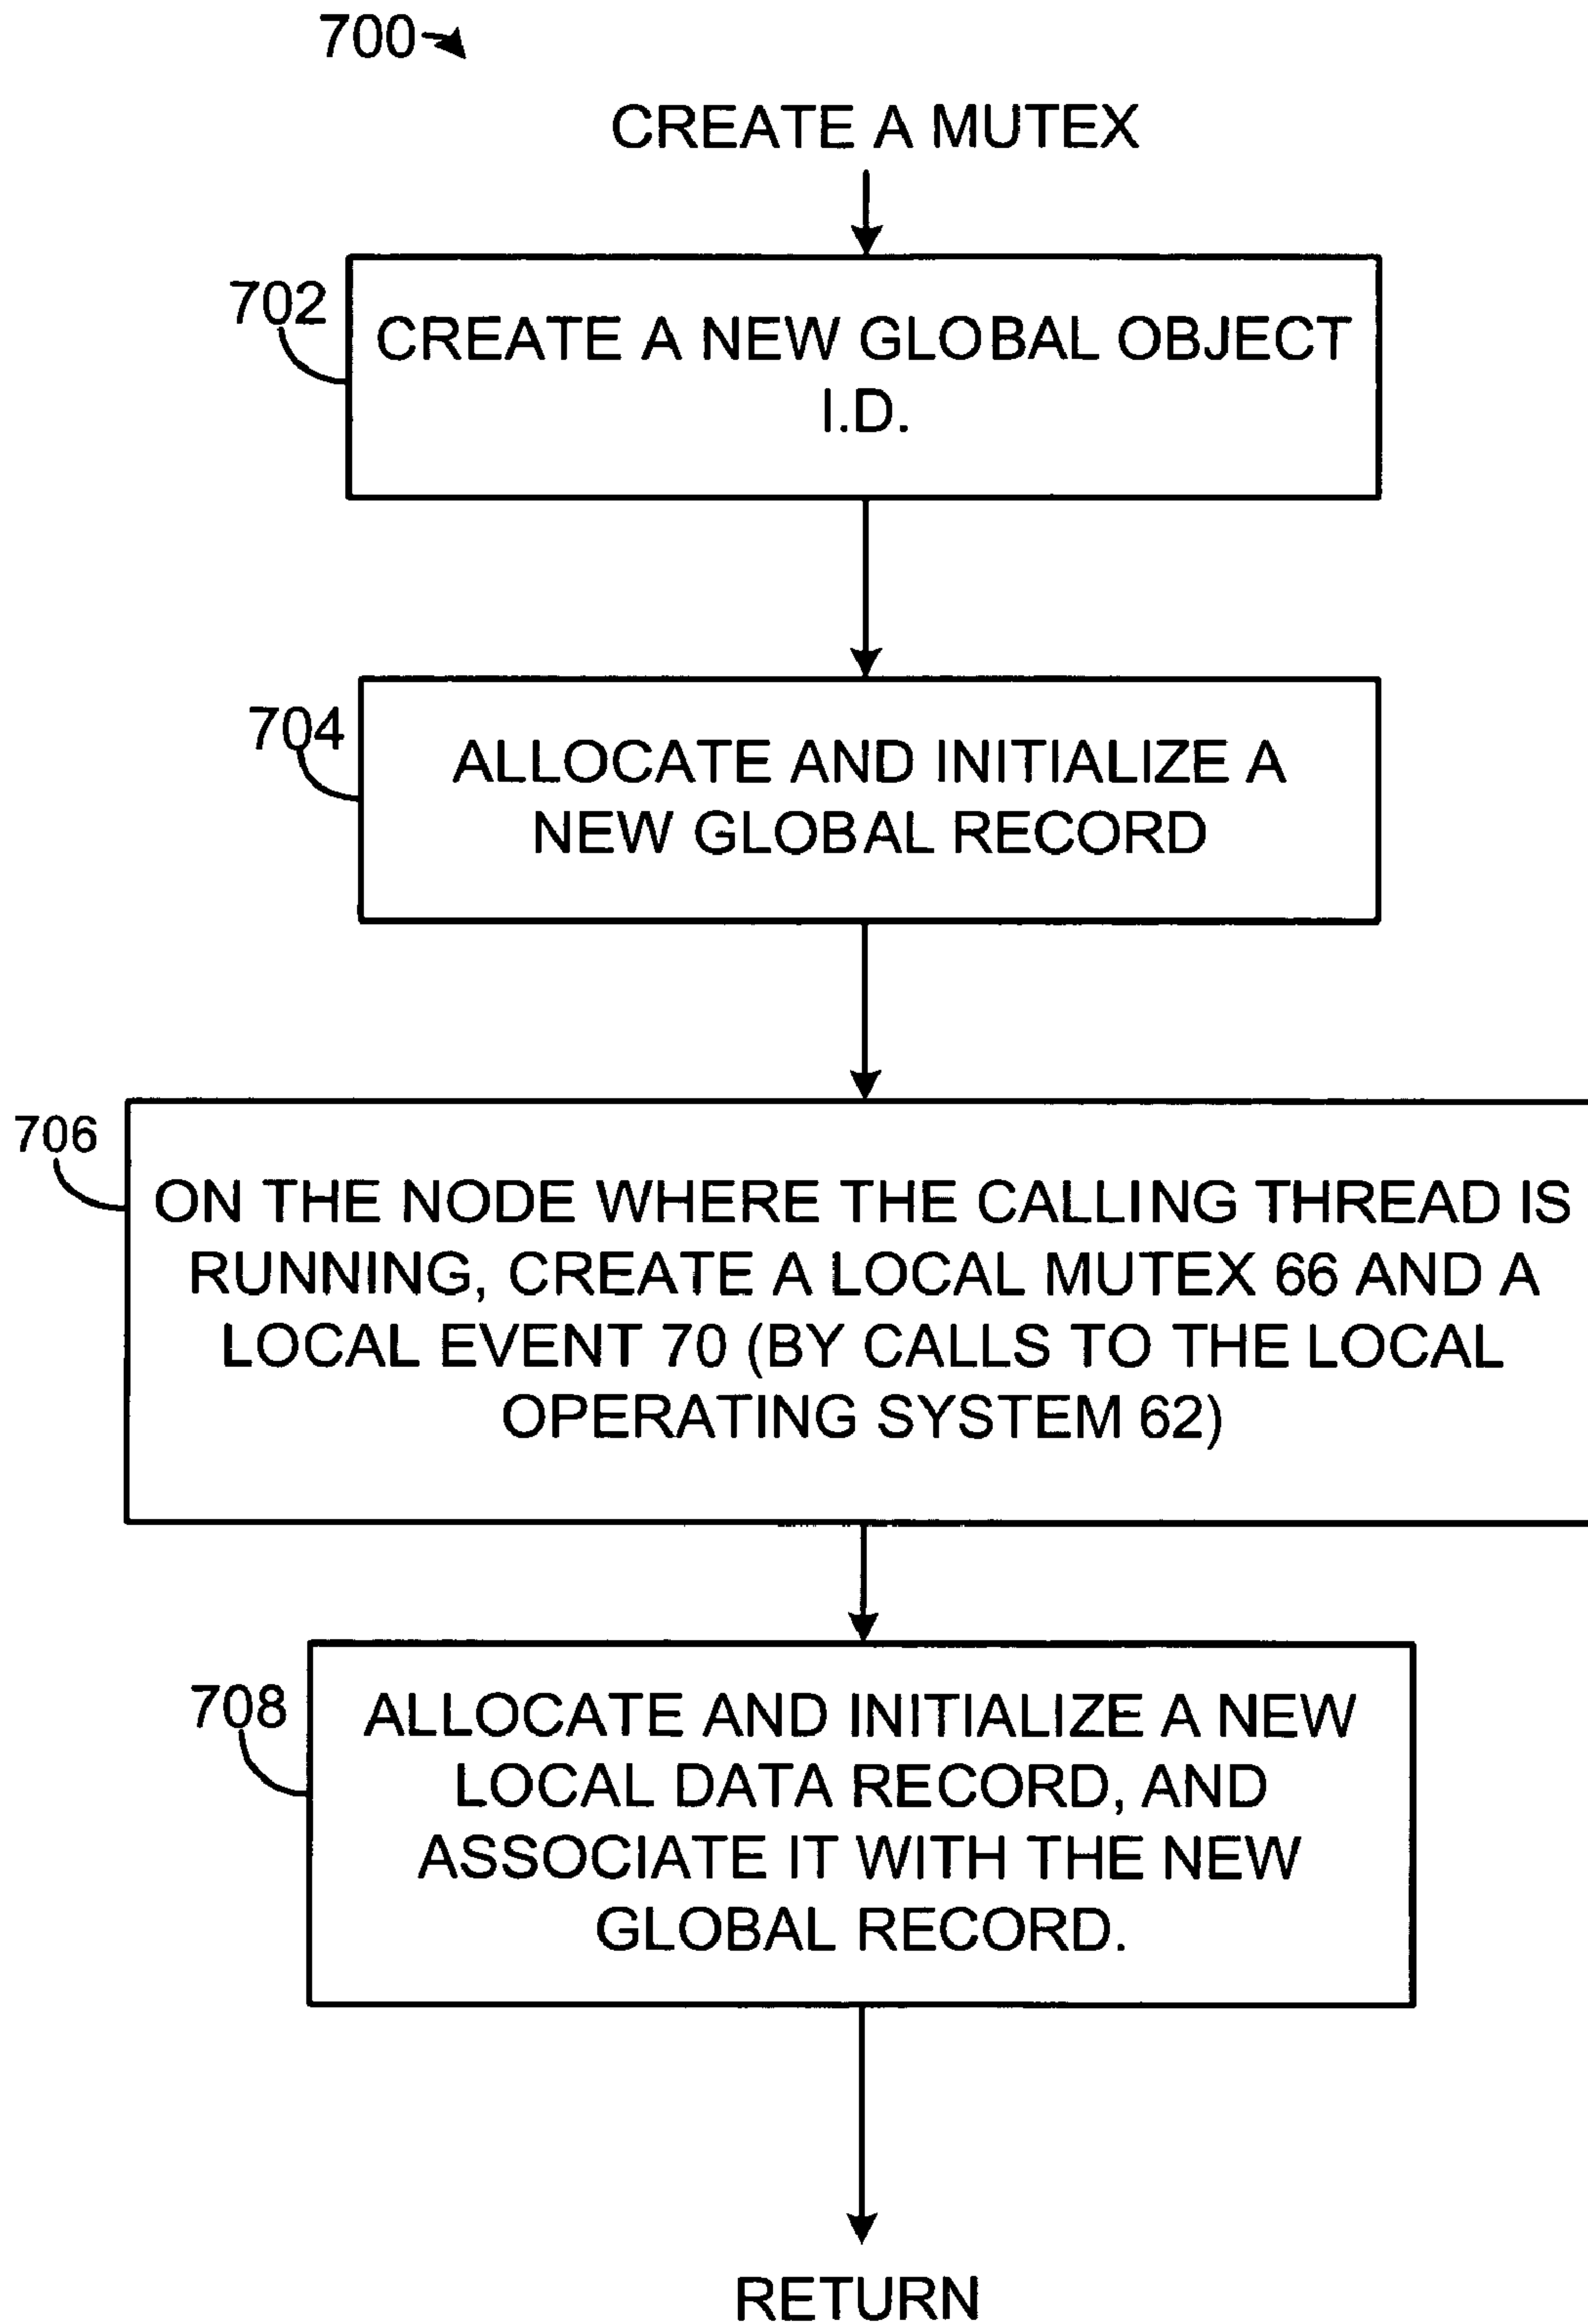 700
CREATE A MUTEX
702
CREATE A NEW GLOBAL OBJECT
I.D.
704
ALLOCATE AND INITIALIZE A
NEW GLOBAL RECORD
706
ON THE NODE WHERE THE CALLING THREAD IS
RUNNING, CREATE A LOCAL MUTEX 66 AND A
LOCAL EVENT 70 (BY CALLS TO THE LOCAL
OPERATING SYSTEM 62)
708
ALLOCATE AND INITIALIZE A NEW
LOCAL DATA RECORD, AND
ASSOCIATE IT WITH THE NEW
GLOBAL RECORD.
RETURN